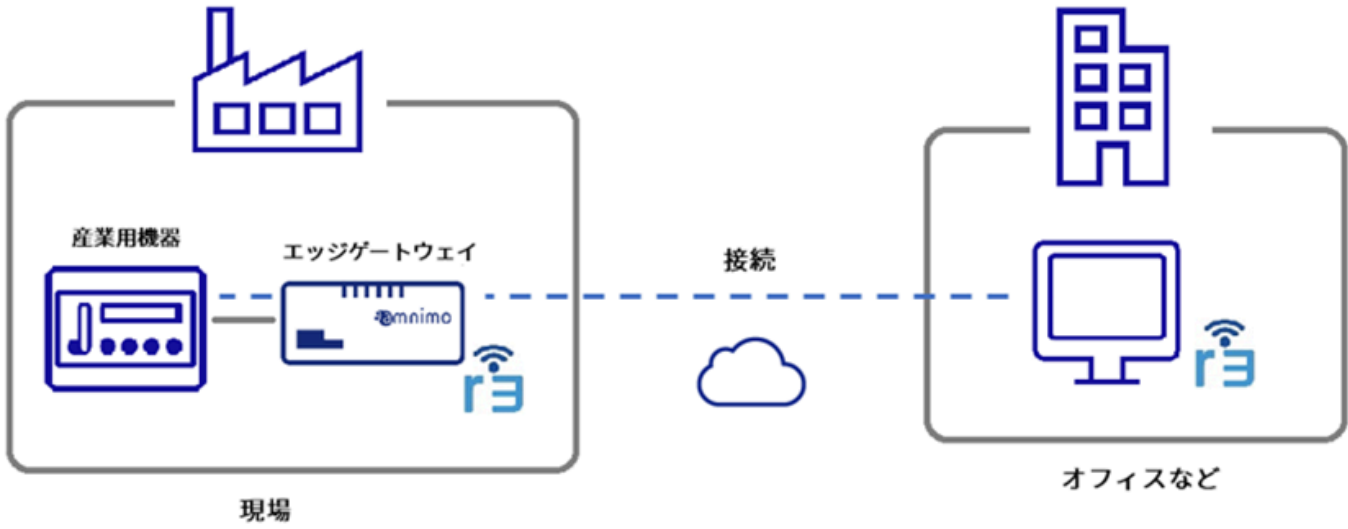 産業用機器
エッジゲートウェイ
amnimo
r3
接続
r3
現場
オフィスなど